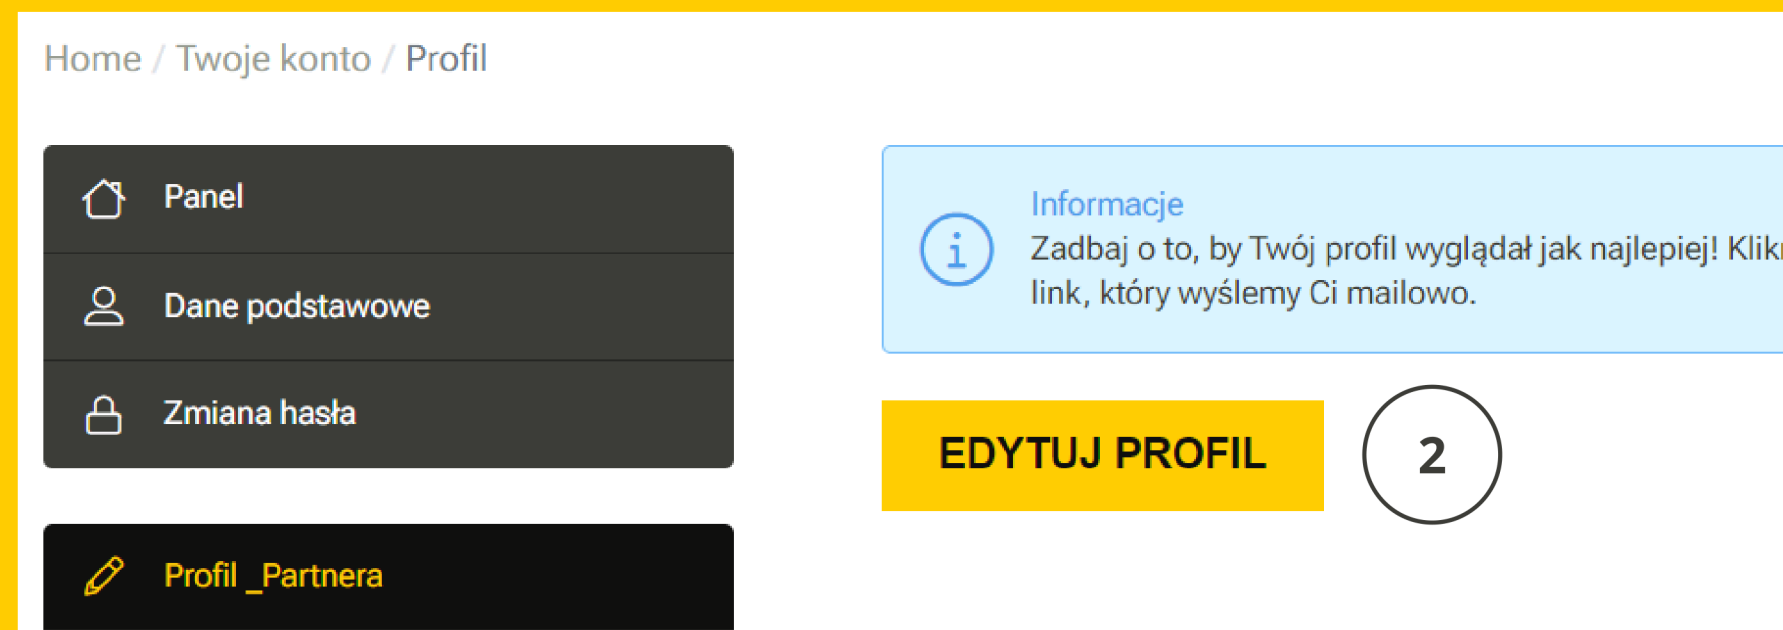 Home / Twoje konto / Profil
Panel
Dane podstawowe
Zmiana hasła
Profil _Partnera
Informacje
Zadbaj o to, by Twój profil wyglądał jak najlepiej!
link, który wyślemy Ci mailowo.
EDYTUJ PROFIL
2